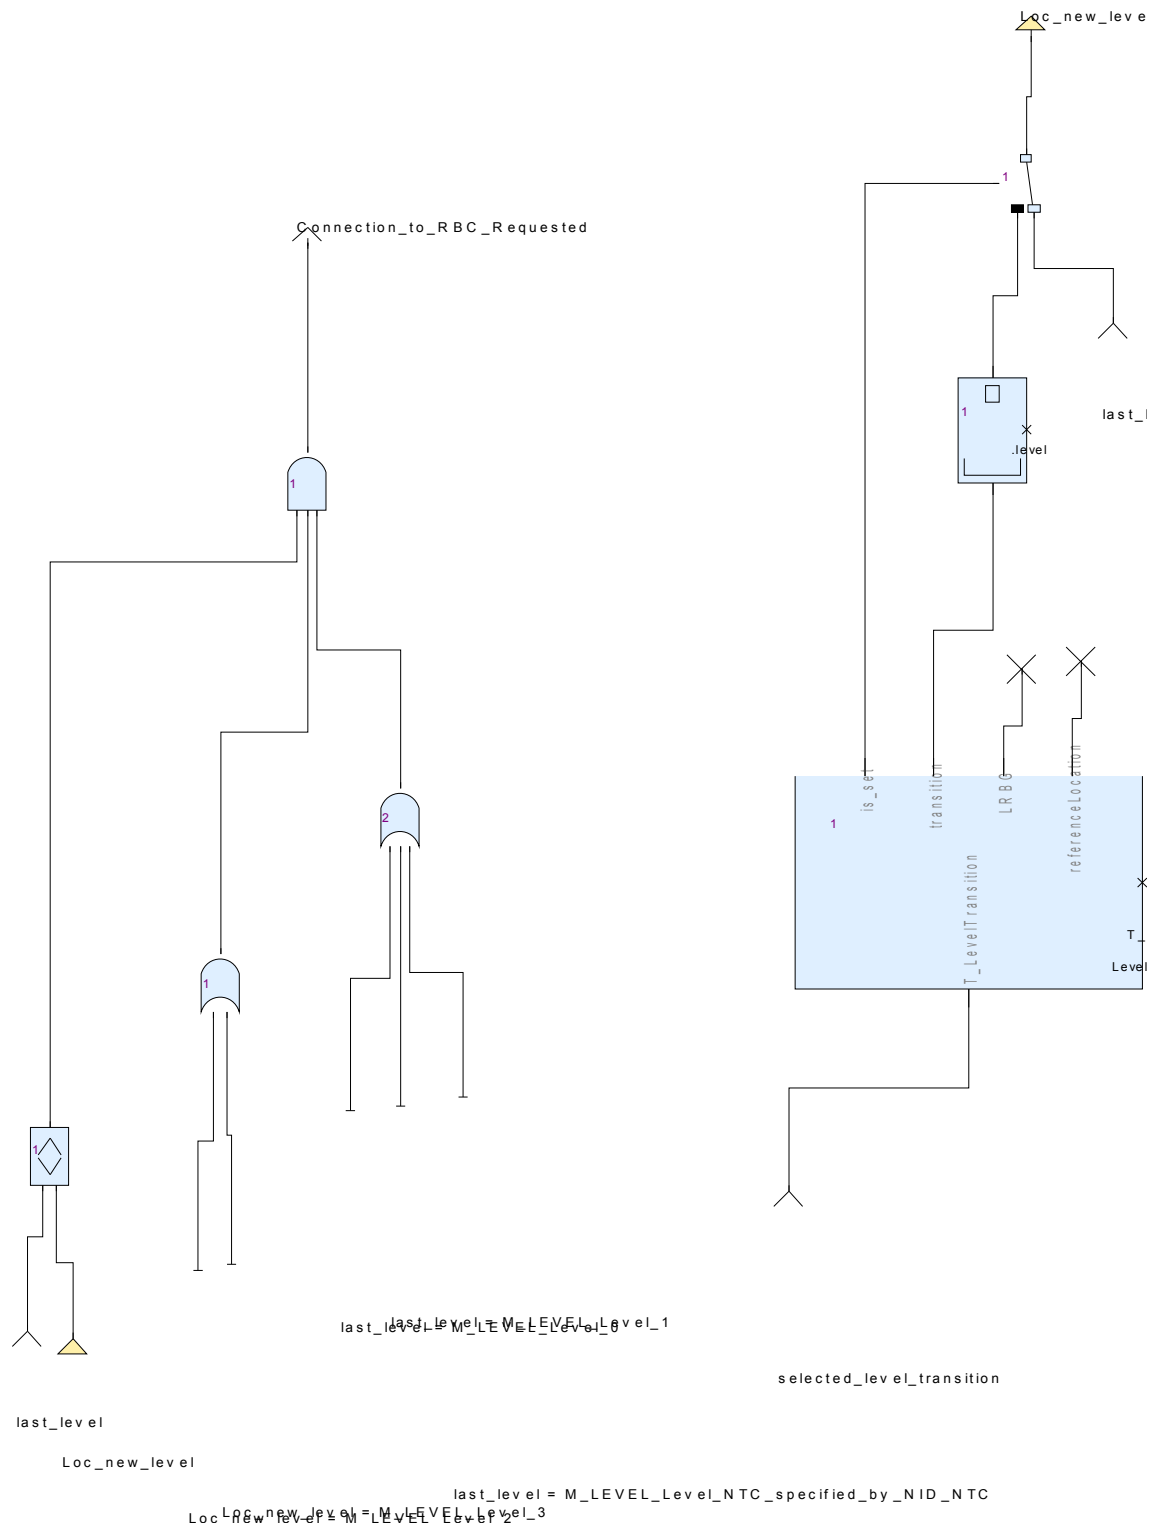 Loc_new_leve
1
Connection_to_RBC_Requested
1
.level
last_l
1
is_set
transition
LRBG
referenceLocation
1
2
T_LevelTransition
T_
Level
1
1
last_level = M_LEVEL_Level_1
last_level = M_LEVEL_Level_0
selected_level_transition
last_level
Loc_new_level
last_level = M_LEVEL_Level_NTC_specified_by_NID_NTC
Loc_new_level = M_LEVEL_Level_3
Loc_new_level = M_LEVEL_Level_2